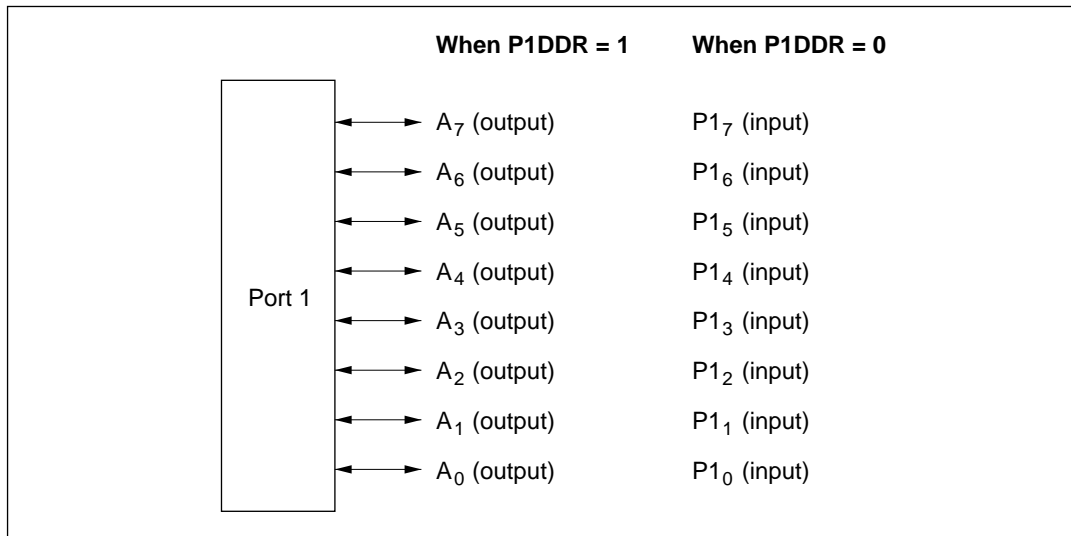 When P1DDR = 1 When P1DDR = 0
A7 (output) P17 (input)
A6 (output) P16 (input)
A5 (output) P15 (input)
A4 (output) P14 (input)
Port 1
A3 (output) P13 (input)
A2 (output) P12 (input)
A1 (output) P11 (input)
A0 (output) P10 (input)